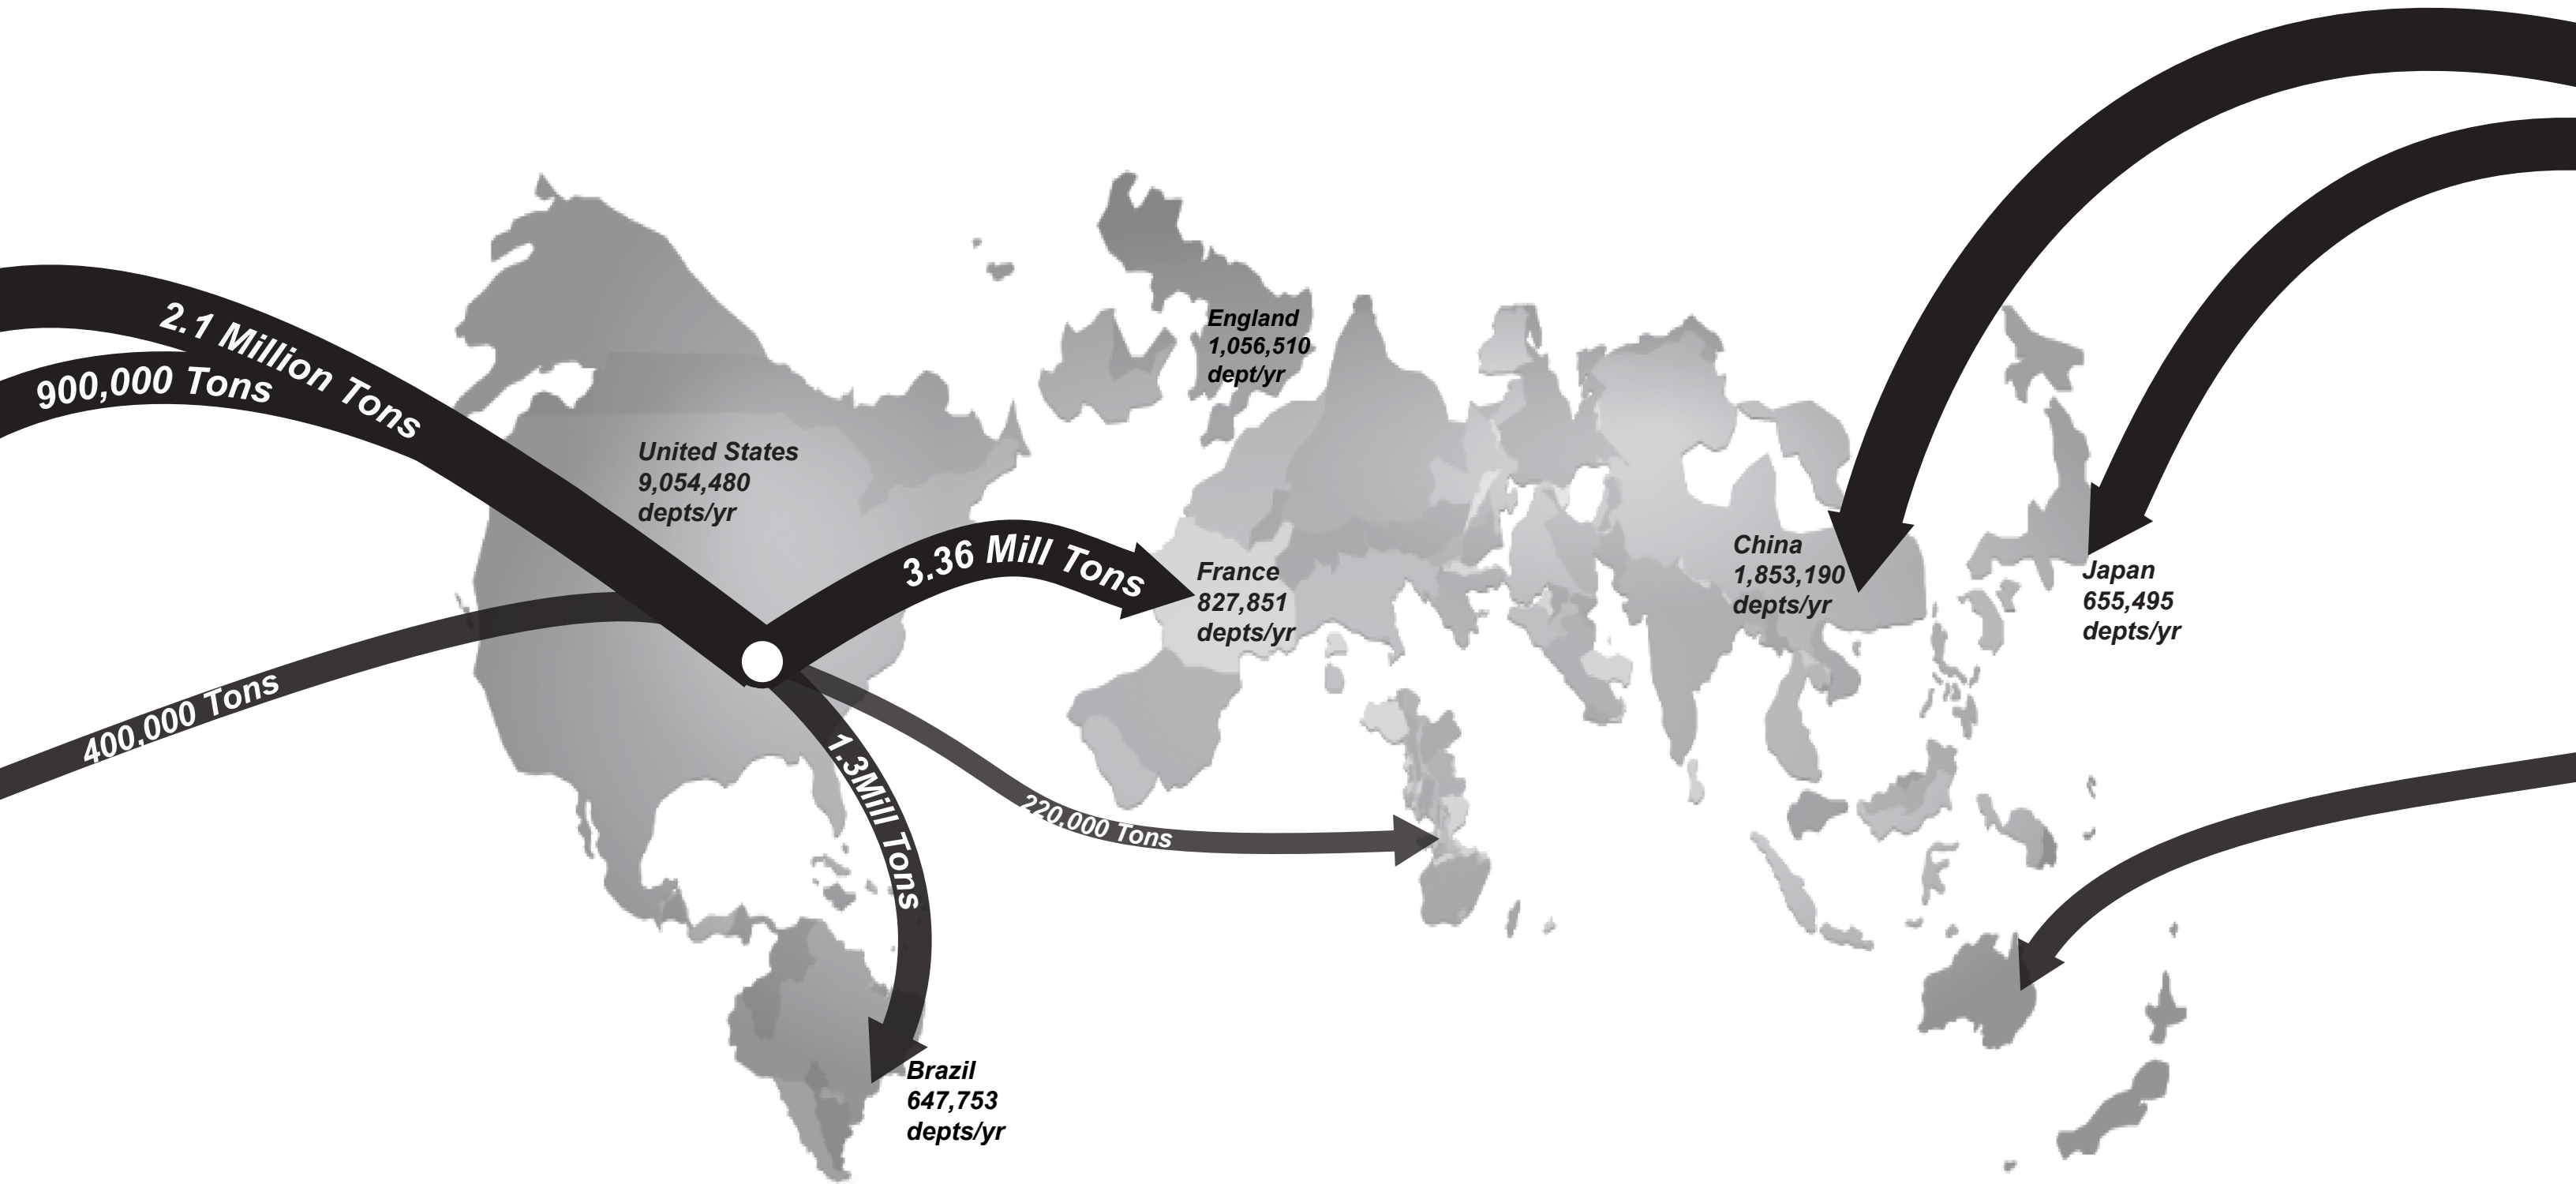 2.1 Million Tons
900,000 Tons
400,000 Tons
United States
9,054,480
depts/yr
3.36 Mill Tons
1.3Mill Tons
220,000 Tons
England
1,056,510
dept/yr
France
827,851
depts/yr
China
1,853,190
depts/yr
Japan
655,495
depts/yr
Brazil
647,753
depts/yr